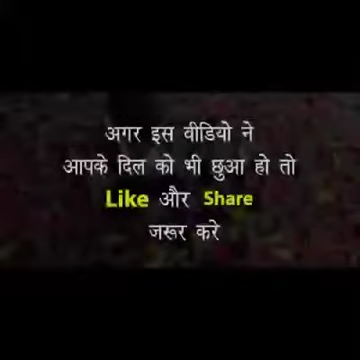 अगर इस वीडियो ने
आपके दिल को भी छुआ हो तो
Like और Share
जरूर करे